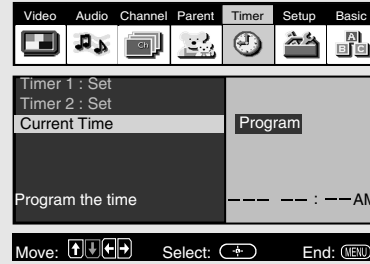 Video Audio Channel Parent Timer Setup Basic
Ch A B C
Timer 1 : Set
Timer 2 : Set
Current Time
Program
Program the time
––– –– : ––AM
Move: Select: End: MENU